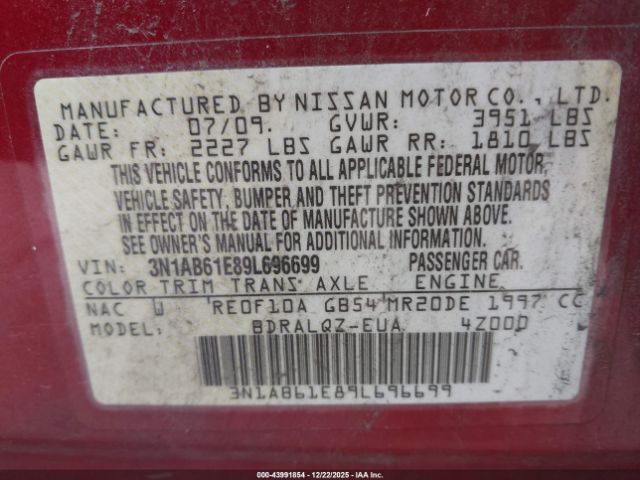 MANUFACTURED BY NISSAN MOTOR CO., LTD.
DATE: 07/09. GVWR: 3951 LBS
GAWR FR: 2227 LBS GAWR RR: 1810 LBS
THIS VEHICLE CONFORMS TO ALL APPLICABLE FEDERAL MOTOR
VEHICLE SAFETY, BUMPER AND THEFT PREVENTION STANDARDS
IN EFFECT ON THE DATE OF MANUFACTURE SHOWN ABOVE.
SEE OWNER'S MANUAL FOR ADDITIONAL INFORMATION.
VIN: 3N1AB61E89L696699 PASSENGER CAR.
COLOR TRIM TRANS AXLE ENGINE
NAC W RE0F10A GB54 MR20DE 1997 CC
MODEL: BDRALQZ-EUA 4Z000
3N1AB61E89L696699
000-43991854 | 12/22/2025 - IAA Inc.